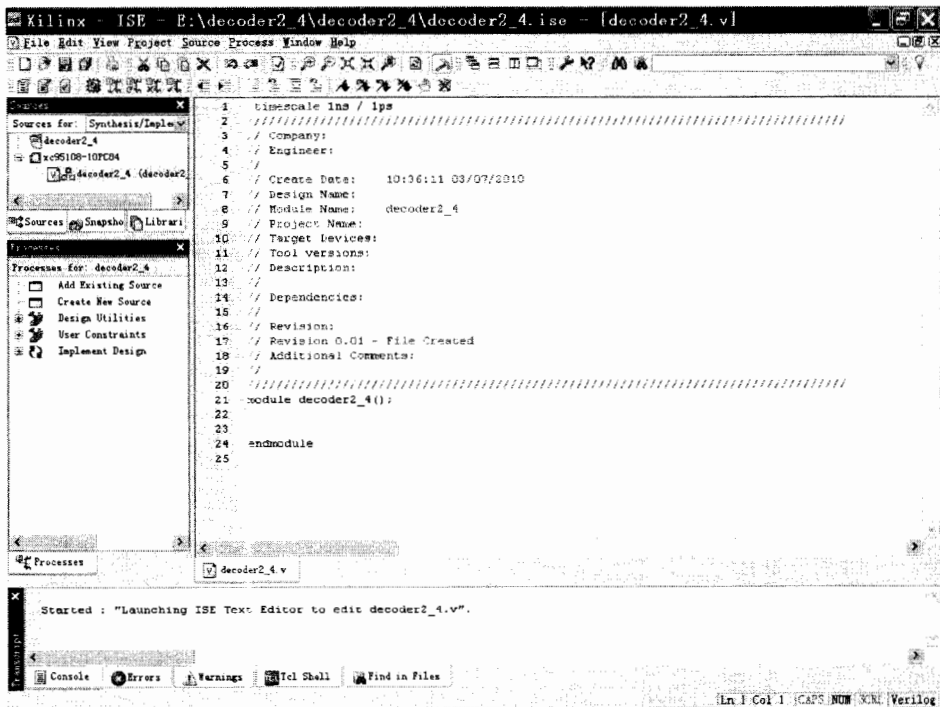 Xilinx - ISE - E:\decoder2_4\decoder2_4\decoder2_4.ise - [decoder2_4.v]
File Edit View Project Source Process Window Help
Sources
Sources for: Synthesis/Imple
decoder2_4
xc95108-10PC84
decoder2_4 (decoder2_
Sources Snapsho Librari
Processes
Processes for: decoder2_4
Add Existing Source
Create New Source
Design Utilities
User Constraints
Implement Design
Processes
1 `timescale 1ns / 1ps
2 ////////////////////////////////////////////////////////////////////////////////
3 // Company:
4 // Engineer:
5 //
6 // Create Date: 10:36:11 03/07/2010
7 // Design Name:
8 // Module Name: decoder2_4
9 // Project Name:
10 // Target Devices:
11 // Tool versions:
12 // Description:
13 //
14 // Dependencies:
15 //
16 // Revision:
17 // Revision 0.01 - File Created
18 // Additional Comments:
19 //
20 ////////////////////////////////////////////////////////////////////////////////
21 module decoder2_4();
22
23
24 endmodule
25
decoder2_4.v
Started : "Launching ISE Text Editor to edit decoder2_4.v".
Transcript
Console Errors Warnings Tcl Shell Find in Files
Ln 1 Col 1 CAPS NUM SCRL Verilog